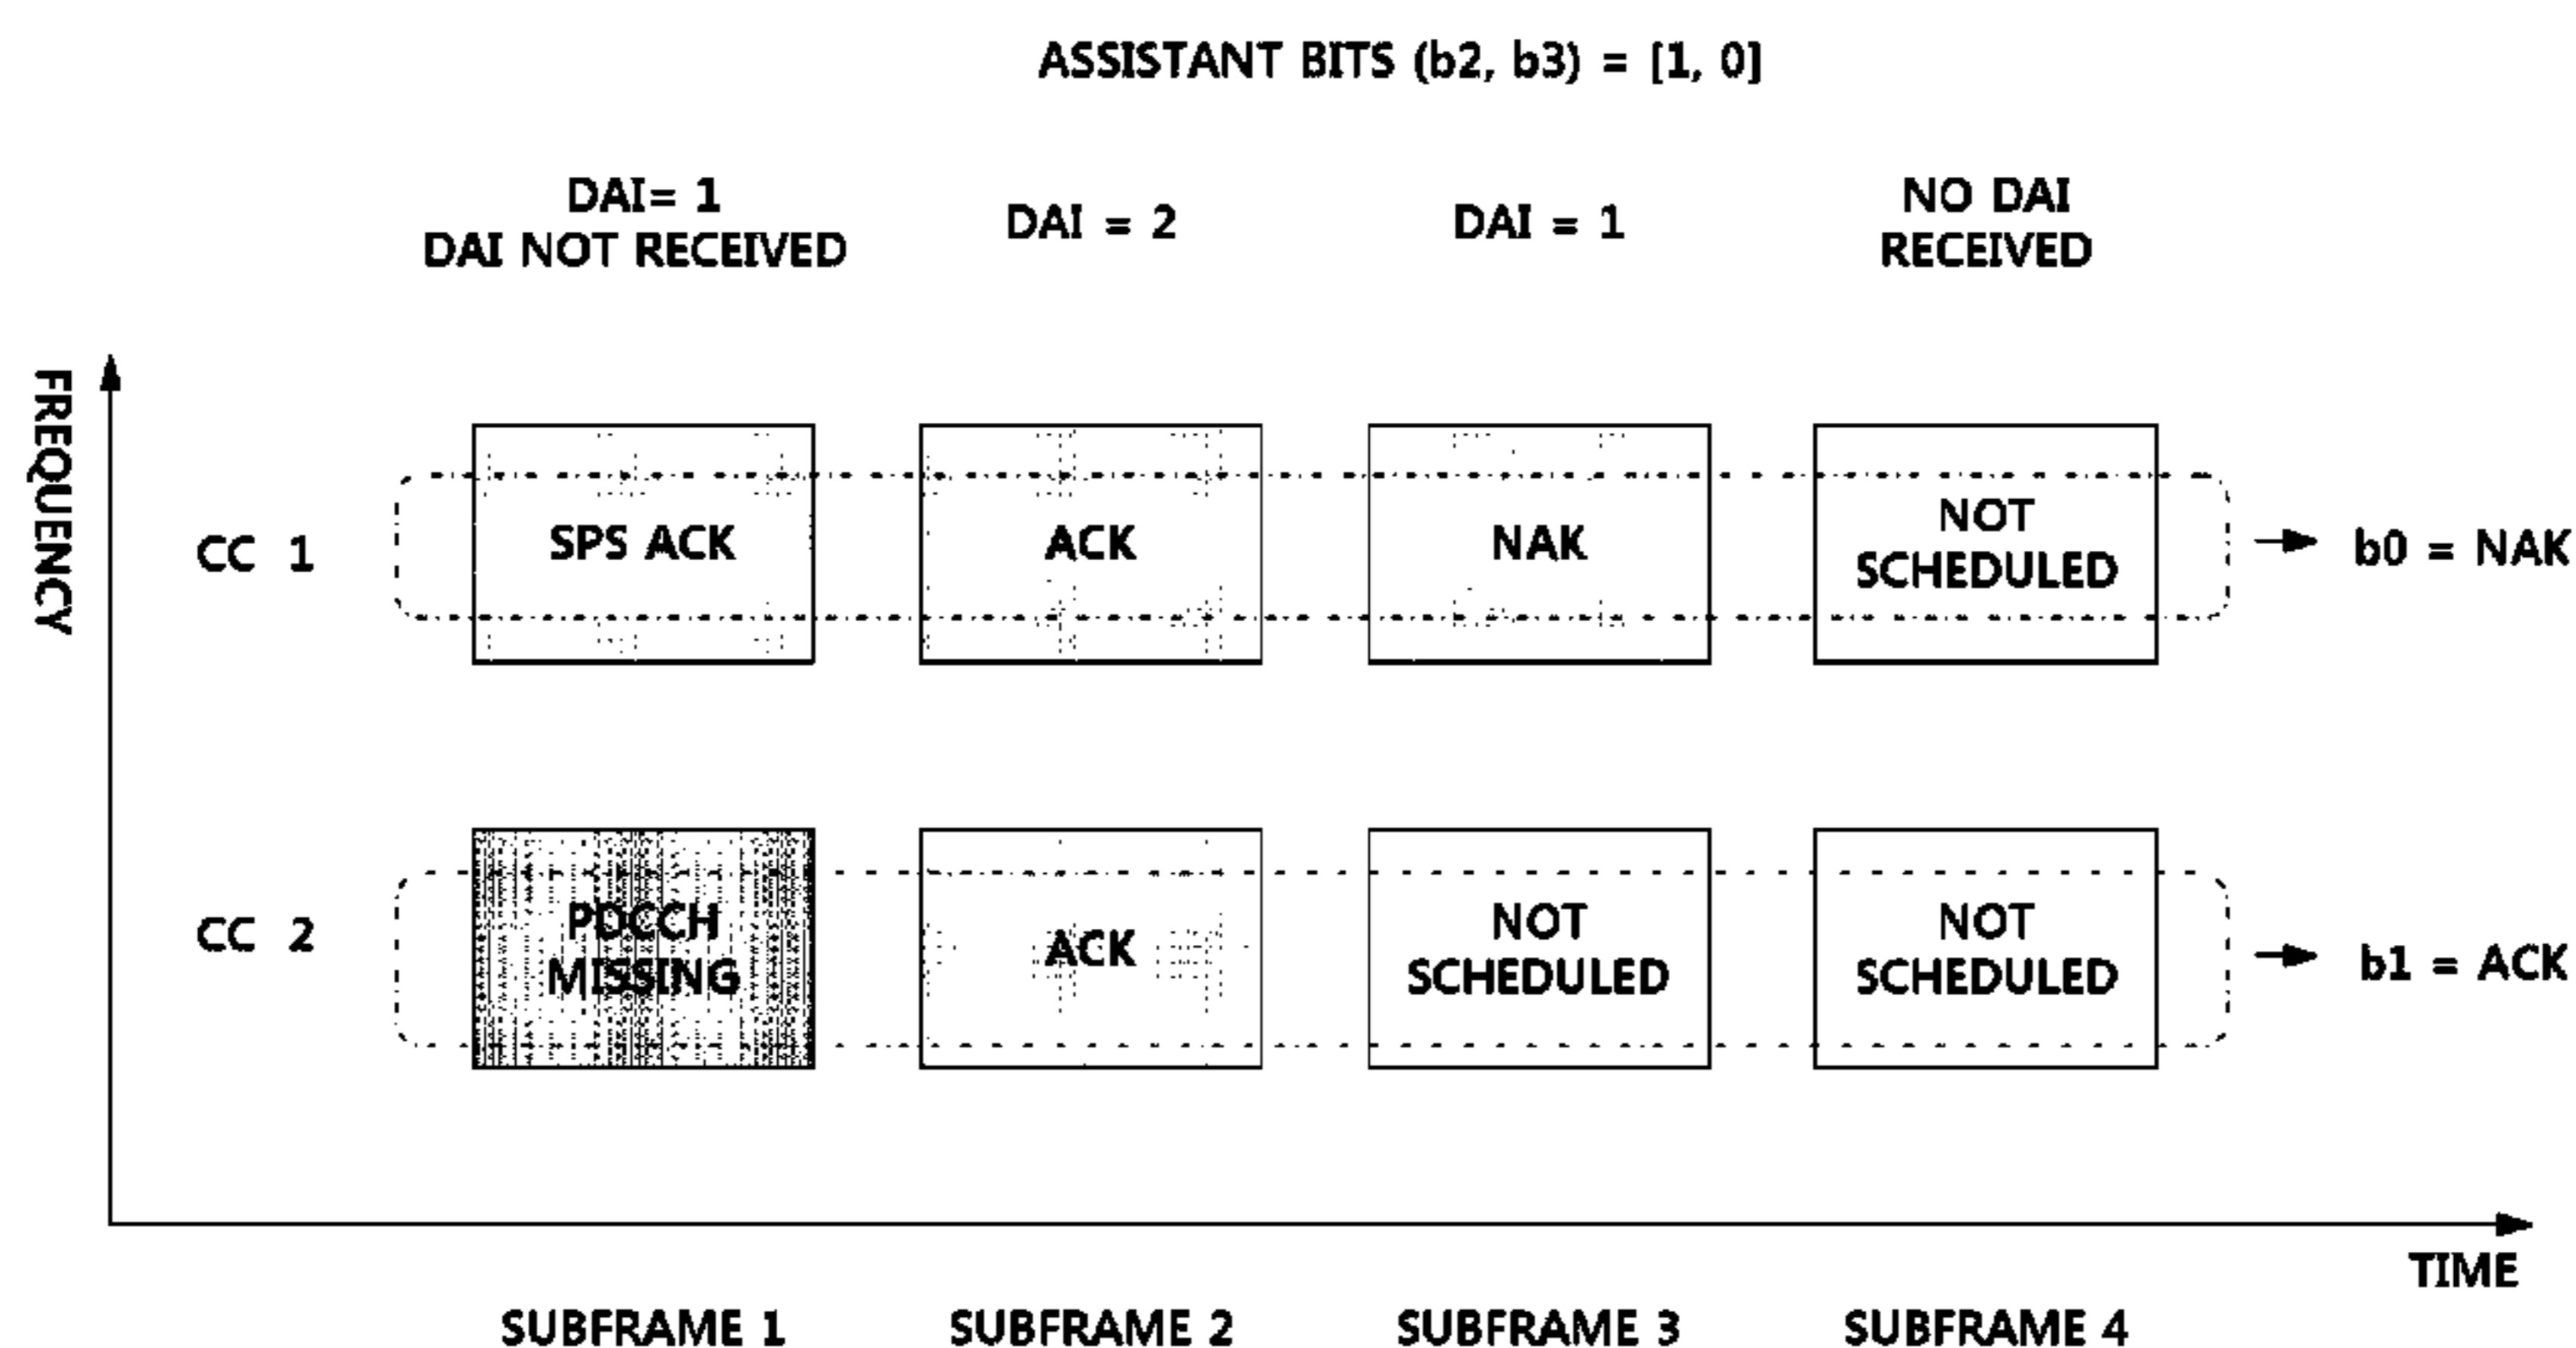 ASSISTANT BITS (b2, b3) = [1, 0]
DAI= 1
DAI NOT RECEIVED
DAI = 2
DAI = 1
NO DAI
RECEIVED
FREQUENCY
CC 1
SPS ACK
ACK
NAK
NOT
SCHEDULED
b0 = NAK
CC 2
PDCCH
MISSING
ACK
NOT
SCHEDULED
NOT
SCHEDULED
b1 = ACK
TIME
SUBFRAME 1
SUBFRAME 2
SUBFRAME 3
SUBFRAME 4